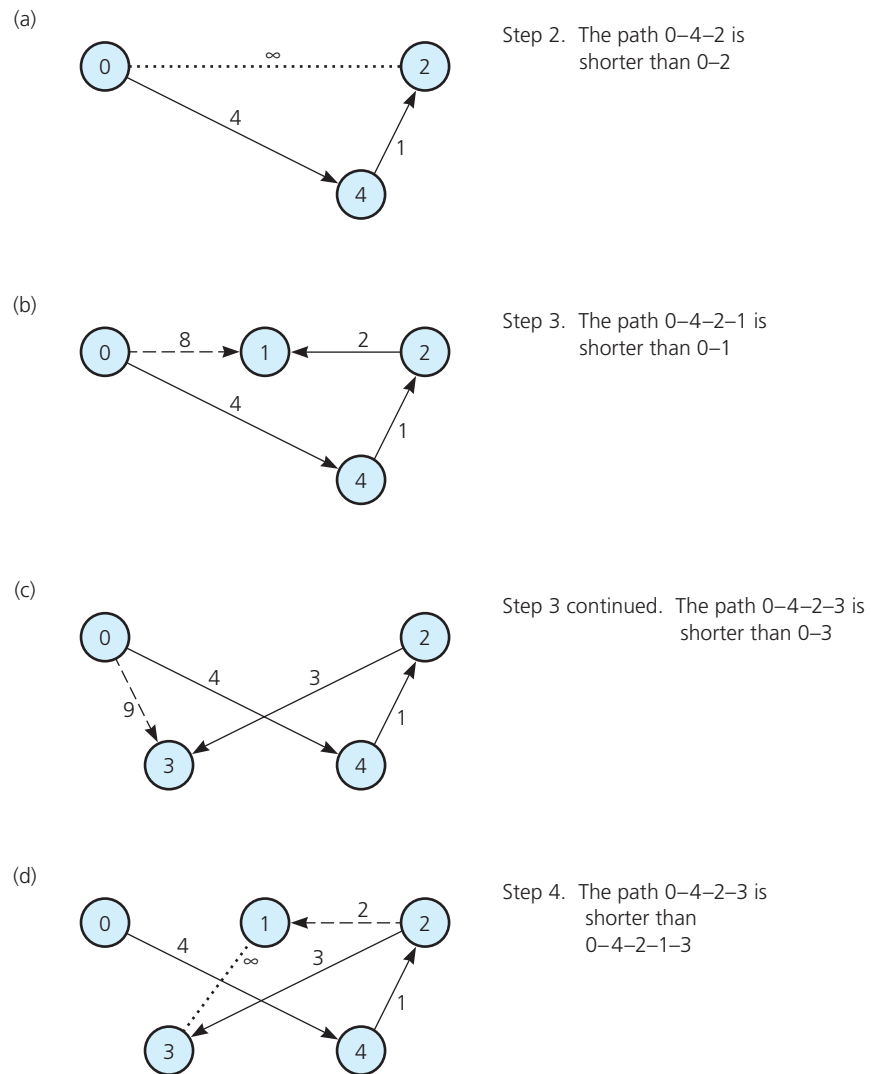 (a)
Step 2. The path 0–4–2 is
shorter than 0–2
0
∞
2
4
1
4
(b)
Step 3. The path 0–4–2–1 is
shorter than 0–1
0
8
1
2
2
4
1
4
(c)
Step 3 continued. The path 0–4–2–3 is
shorter than 0–3
0
2
4
3
9
1
3
4
(d)
Step 4. The path 0–4–2–3 is
shorter than
0–4–2–1–3
0
1
2
2
4
∞
3
1
3
4